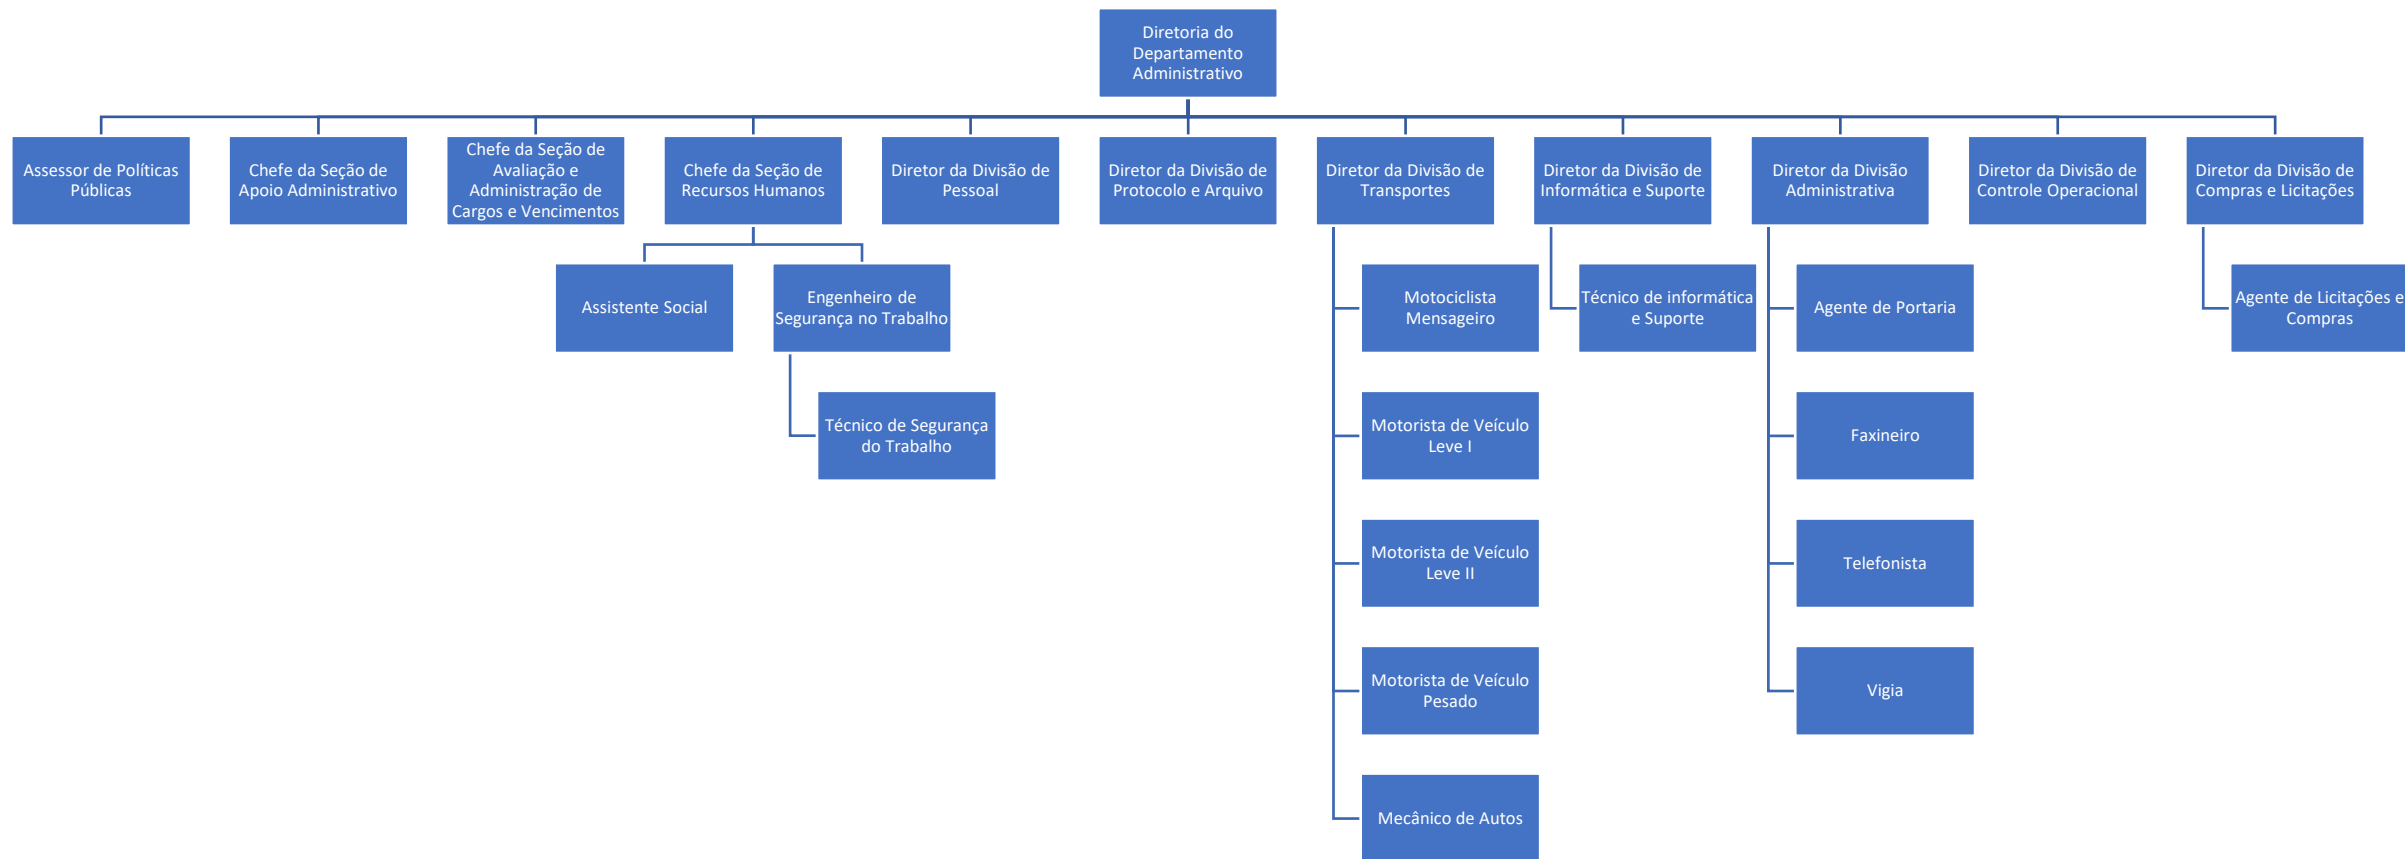 Diretoria do
Departamento
Administrativo
Assessor de Políticas
Públicas
Chefe da Seção de
Apoio Administrativo
Chefe da Seção de
Avaliação e
Administração de
Cargos e Vencimentos
Chefe da Seção de
Recursos Humanos
Diretor da Divisão de
Pessoal
Diretor da Divisão de
Protocolo e Arquivo
Diretor da Divisão de
Transportes
Diretor da Divisão de
Informática e Suporte
Diretor da Divisão
Administrativa
Diretor da Divisão de
Controle Operacional
Diretor da Divisão de
Compras e Licitações
Assistente Social
Engenheiro de
Segurança no Trabalho
Motociclista
Mensageiro
Técnico de informática
e Suporte
Agente de Portaria
Agente de Licitações e
Compras
Técnico de Segurança
do Trabalho
Motorista de Veículo
Leve I
Faxineiro
Motorista de Veículo
Leve II
Telefonista
Motorista de Veículo
Pesado
Vigia
Mecânico de Autos